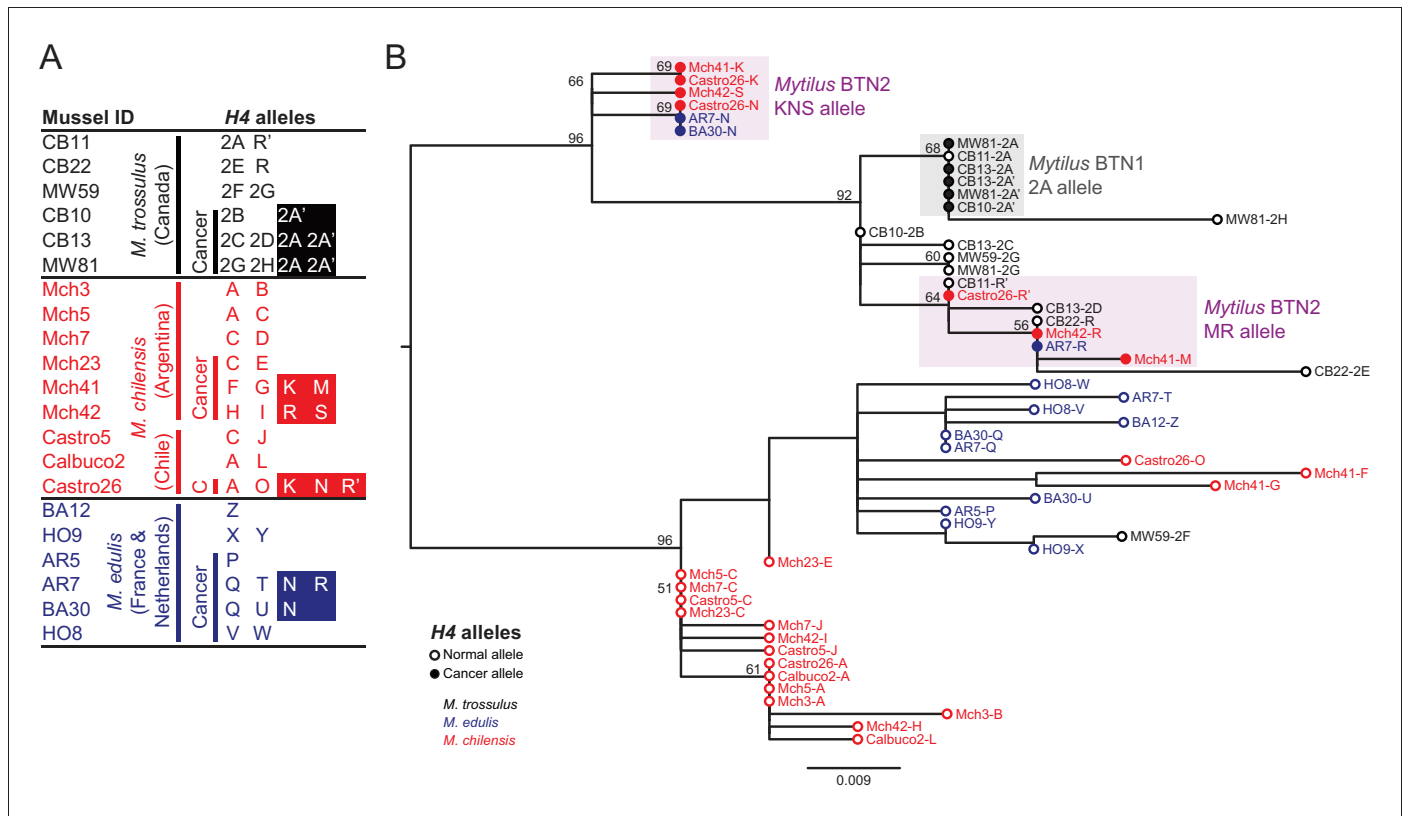 A
Mussel ID H4 alleles
M. trossulus
(Canada)
Cancer
CB11 2A R’
CB22 2E R
MW59 2F 2G
CB10 2B 2A’
CB13 2C 2D 2A 2A’
MW81 2G 2H 2A 2A’
M. chilensis
(Argentina)
Cancer
Mch3 A B
Mch5 A C
Mch7 C D
Mch23 C E
Mch41 F G K M
Mch42 H I R S
(Chile)
C
Castro5 C J
Calbuco2 A L
Castro26 A O K N R’
M. edulis
(France &
Netherlands)
Cancer
BA12 Z
HO9 X Y
AR5 P
AR7 Q T N R
BA30 Q U N
HO8 V W
B
66
96
69
Mch41-K
Castro26-K
Mch42-S
69
Castro26-N
AR7-N
BA30-N
Mytilus BTN2
KNS allele
92
68
MW81-2A
CB11-2A
CB13-2A
CB13-2A’
MW81-2A’
CB10-2A’
Mytilus BTN1
2A allele
MW81-2H
CB10-2B
CB13-2C
60
MW59-2G
MW81-2G
CB11-R’
64
Castro26-R’
CB13-2D
CB22-R
56
Mch42-R
AR7-R
Mch41-M
Mytilus BTN2
MR allele
CB22-2E
HO8-W
AR7-T
HO8-V
BA12-Z
BA30-Q
AR7-Q
Castro26-O
Mch41-F
Mch41-G
BA30-U
AR5-P
HO9-Y
MW59-2F
HO9-X
96
Mch23-E
Mch5-C
51
Mch7-C
Castro5-C
Mch23-C
Mch7-J
Mch42-I
Castro5-J
Castro26-A
61
Calbuco2-A
Mch5-A
Mch3-A
Mch3-B
Mch42-H
Calbuco2-L
H4 alleles
Normal allele
Cancer allele
M. trossulus
M. edulis
M. chilensis
0.009